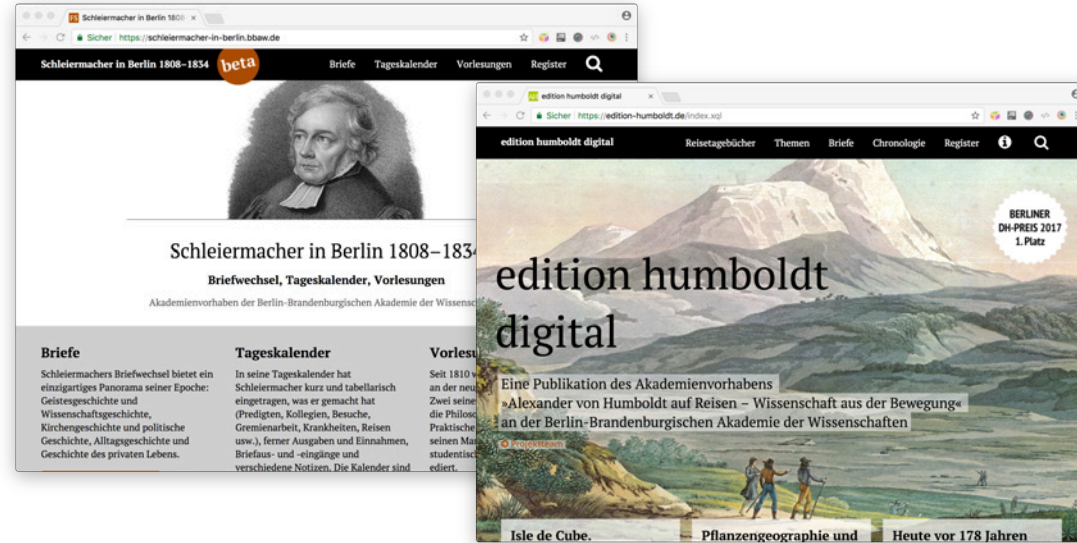 FS Schleiermacher in Berlin 1808
Sicher https://schleiermacher-in-berlin.bbaw.de
Schleiermacher in Berlin 1808–1834 beta Briefe Tageskalender Vorlesungen Register
Schleiermacher in Berlin 1808–1834
Briefwechsel, Tageskalender, Vorlesungen
Akademienvorhaben der Berlin-Brandenburgischen Akademie der
Briefe
Schleiermachers Briefwechsel bietet ein
einzigartiges Panorama seiner Epoche:
Geistesgeschichte und
Wissenschaftsgeschichte,
Kirchengeschichte und politische
Geschichte, Alltagsgeschichte und
Geschichte des privaten Lebens.
Tageskalender
In seine Tageskalender hat
Schleiermacher kurz und tabellarisch
eingetragen, was er gemacht hat
(Predigten, Kollegien, Besuche,
Gremienarbeit, Krankheiten, Reisen
usw.), ferner Ausgaben und Einnahmen,
Briefaus- und -eingänge und
verschiedene Notizen. Die Kalender sind
Seit 1810
an der
Zwei
die
Praktische
seinen
ediert.
edition humboldt digital
Sicher https://edition-humboldt.de/index.xql
edition humboldt digital Reisetagebücher Themen Briefe Chronologie Register
BERLINER
DH-PREIS 2017
1. Platz
edition humboldt
digital
Eine Publikation des Akademienvorhabens
»Alexander von Humboldt auf Reisen – Wissenschaft aus der Bewegung«
an der Berlin-Brandenburgischen Akademie der Wissenschaften
Projektteam
Isle de Cube.
Pflanzengeographie und
Heute vor 178 Jahren